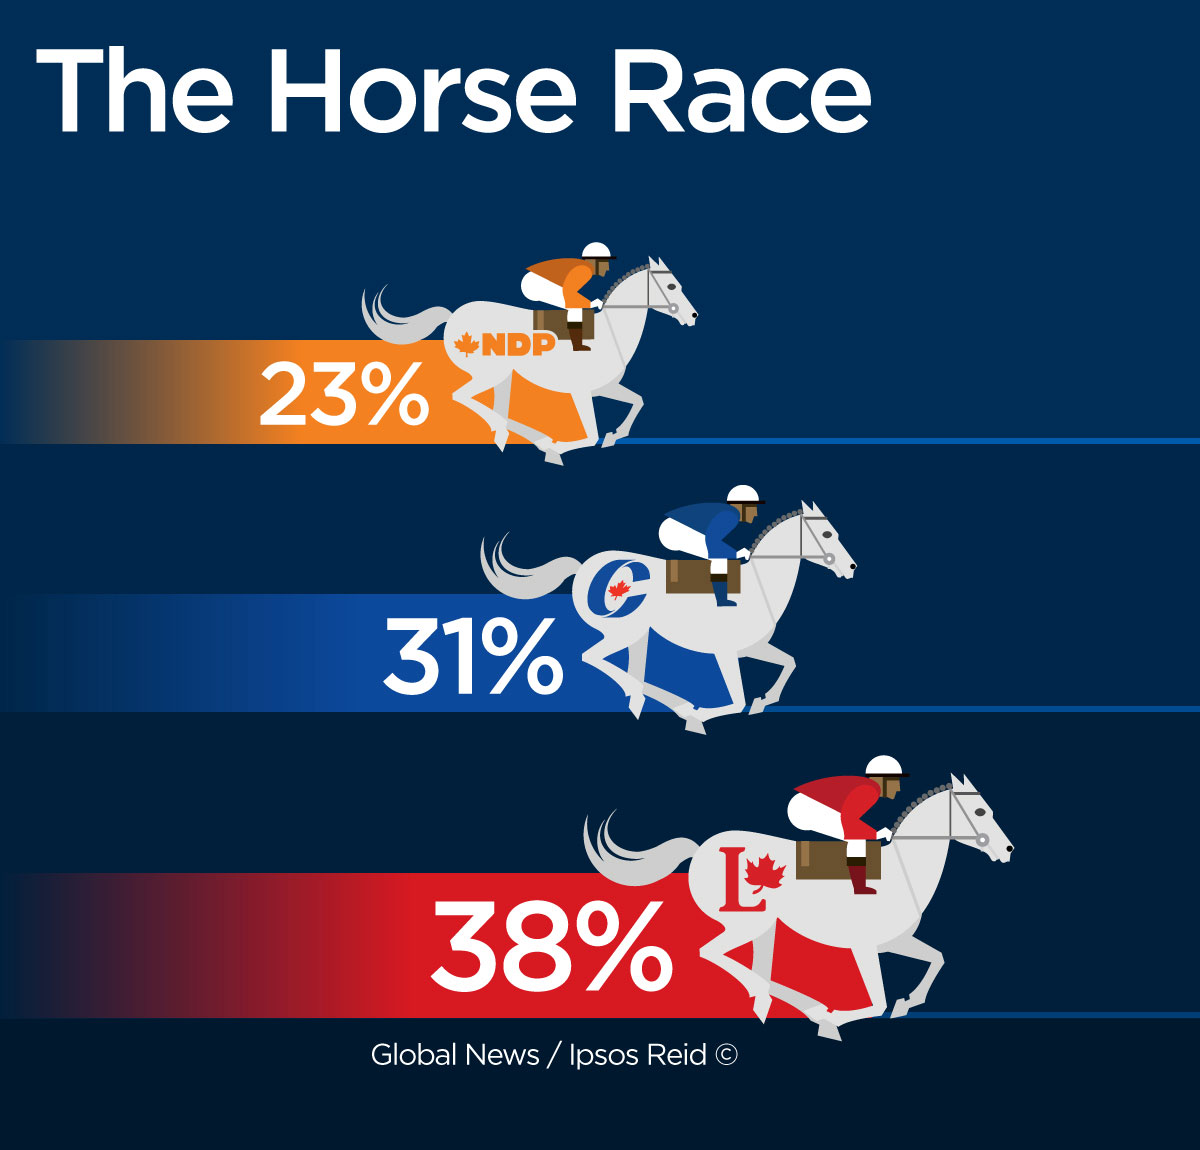 The Horse Race
NDP
23%
C
31%
L
38%
Global News / Ipsos Reid ©